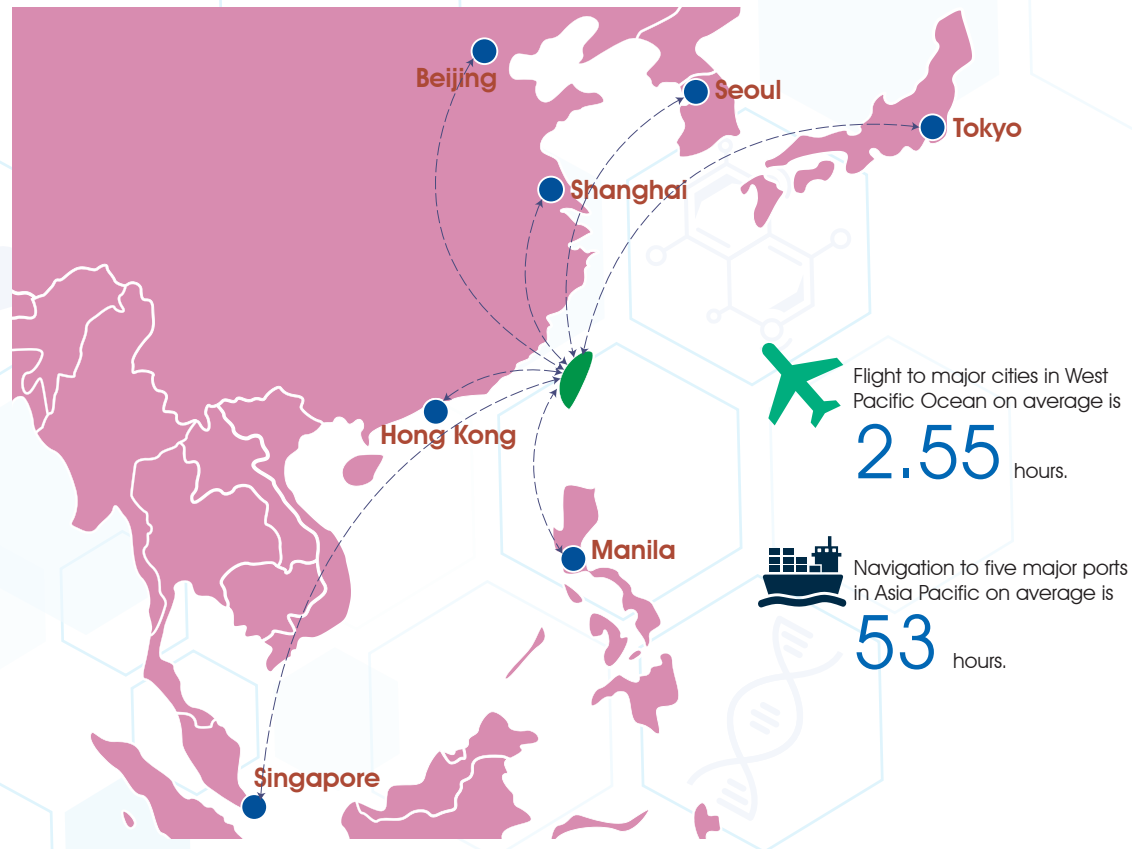 Beijing
Seoul
Tokyo
Shanghai
Hong Kong
Manila
Singapore
Flight to major cities in West
Pacific Ocean on average is
2.55 hours.
Navigation to five major ports
in Asia Pacific on average is
53 hours.